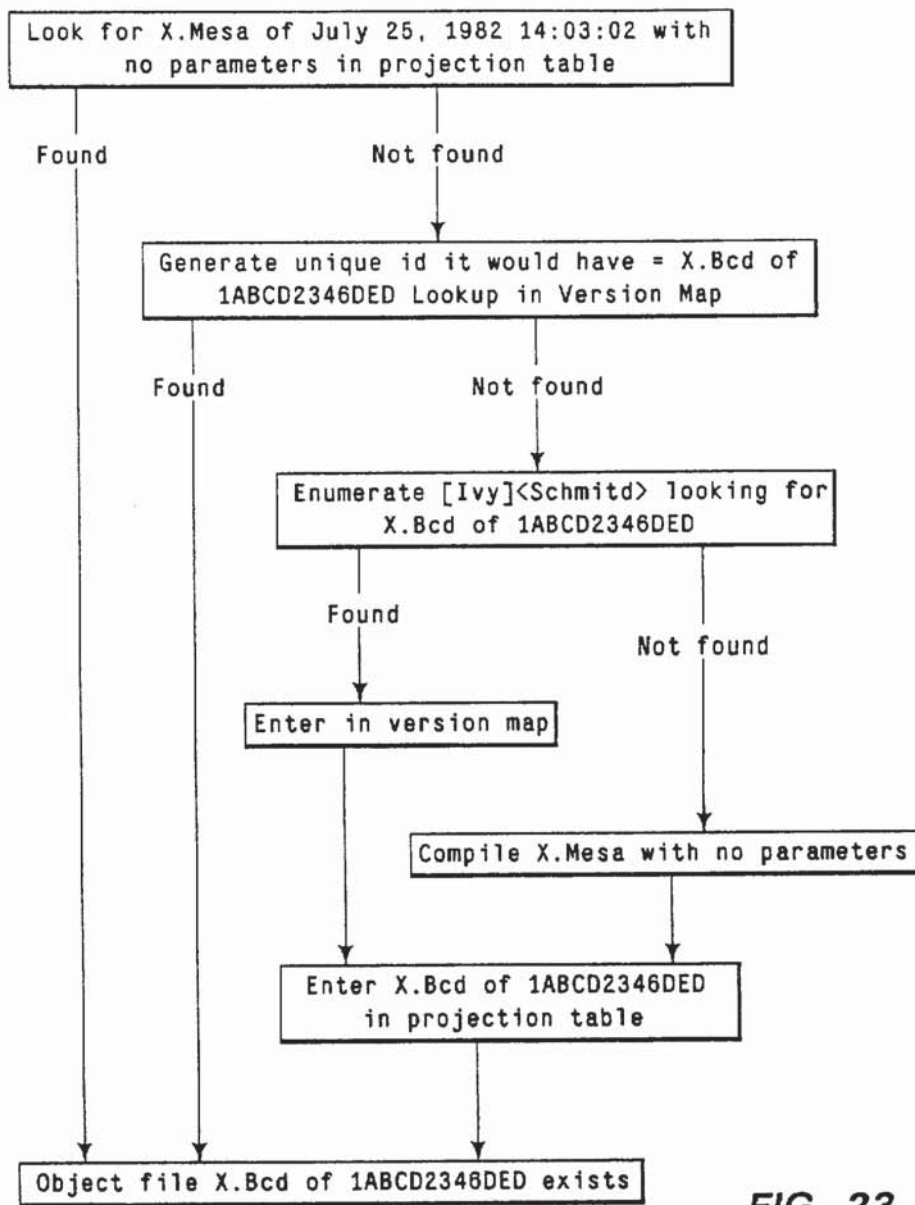 Look for X.Mesa of July 25, 1982 14:03:02 with
no parameters in projection table
Found
Not found
Generate unique id it would have = X.Bcd of
1ABCD2346DED Lookup in Version Map
Found
Not found
Enumerate [Ivy]<Schmitd> looking for
X.Bcd of 1ABCD2346DED
Found
Not found
Enter in version map
Compile X.Mesa with no parameters
Enter X.Bcd of 1ABCD2346DED
in projection table
Object file X.Bcd of 1ABCD2346DED exists